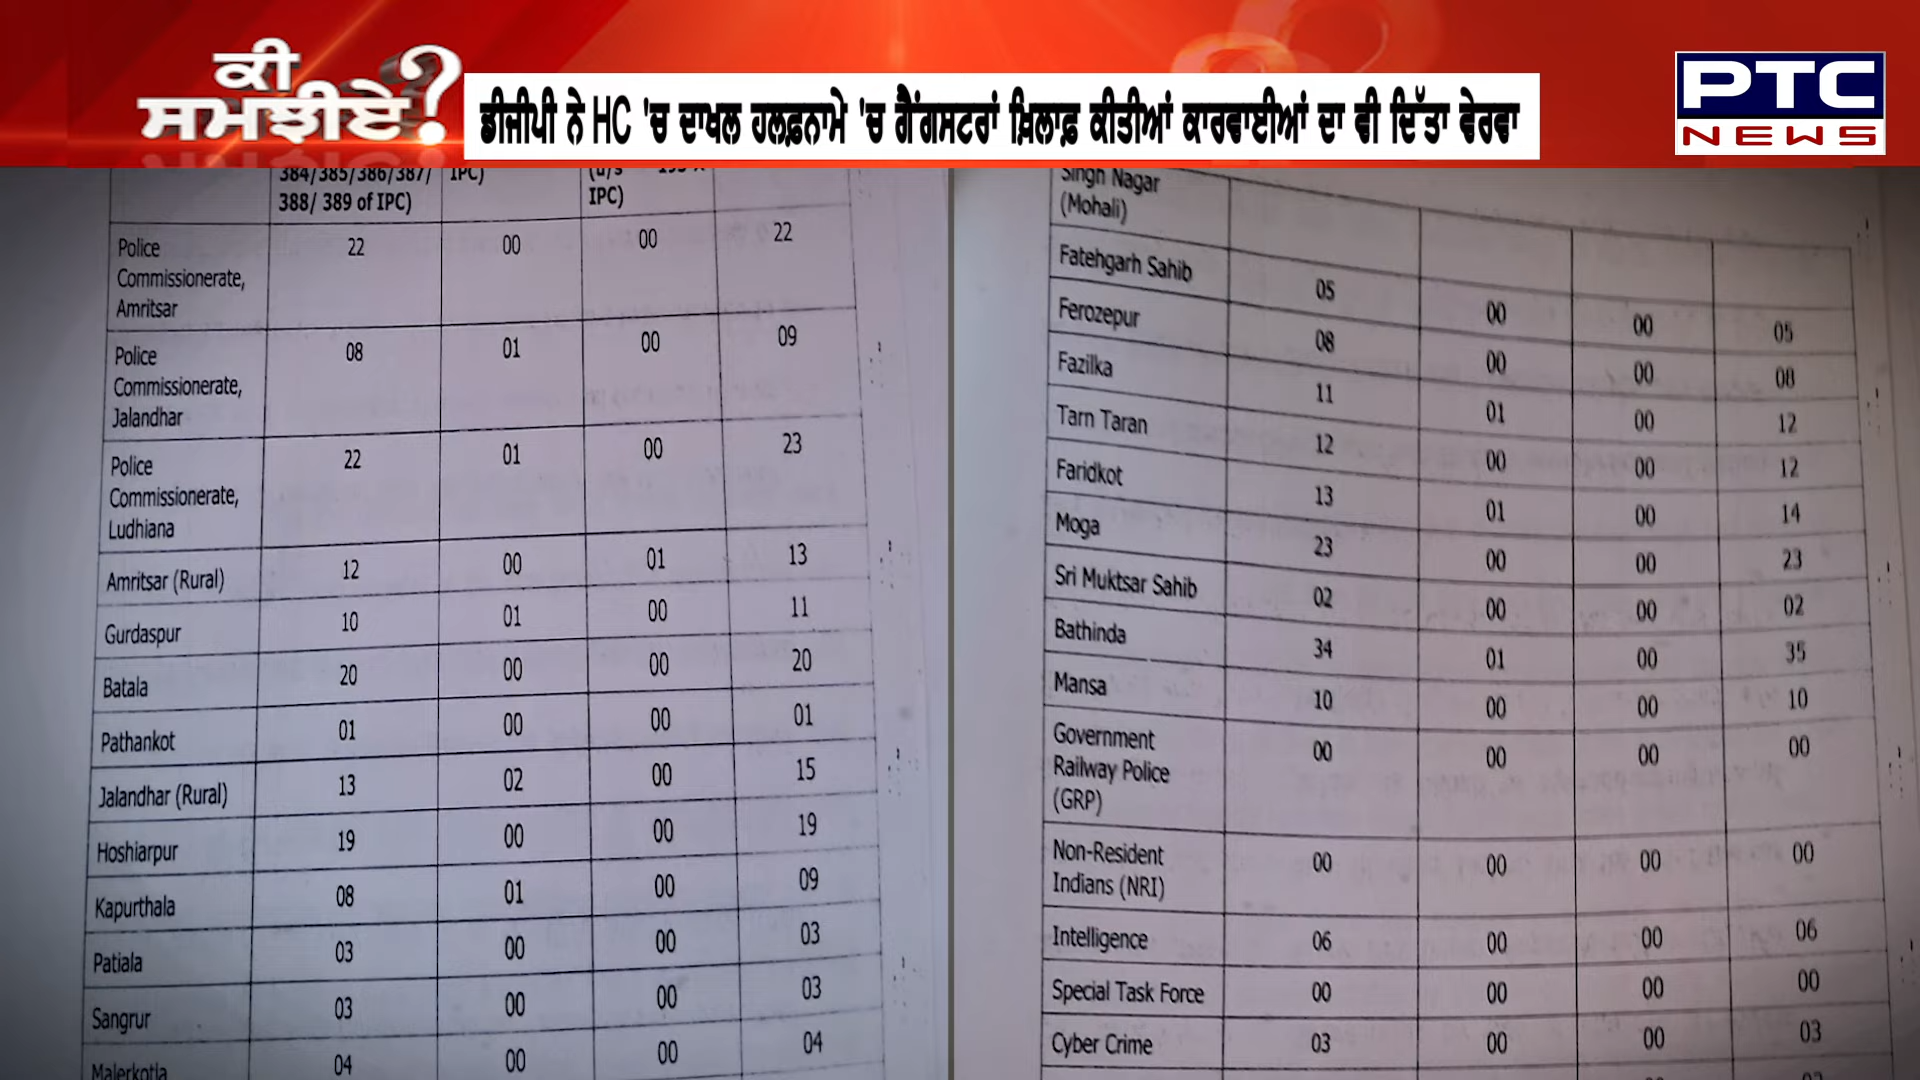 ਕੀ
ਸਮਝੀਏ?
ਡੀਜੀਪੀ ਨੇ HC 'ਚ ਦਾਖਲ ਹਲਫ਼ਨਾਮੇ 'ਚ ਗੈਂਗਸਟਰਾਂ ਖ਼ਿਲਾਫ਼ ਕੀਤੀਆਂ ਕਾਰਵਾਈਆਂ ਦਾ ਵੀ ਦਿੱਤਾ ਵੇਰਵਾ
PTC
NEWS
384/385/386/387/ IPC) (u/s
388/ 389 of IPC) IPC)
Police 22 00 00 22
Commissionerate,
Amritsar
Police 08 01 00 09
Commissionerate,
Jalandhar
Police 22 01 00 23
Commissionerate,
Ludhiana
Amritsar (Rural) 12 00 01 13
Gurdaspur 10 01 00 11
Batala 20 00 00 20
Pathankot 01 00 00 01
Jalandhar (Rural) 13 02 00 15
Hoshiarpur 19 00 00 19
Kapurthala 08 01 00 09
Patiala 03 00 00 03
Sangrur 03 00 00 03
Malerkotla 04 00 00 04
Singh Nagar
(Mohali)
Fatehgarh Sahib 05 00 00 05
Ferozepur 08 00 00 08
Fazilka 11 01 00 12
Tarn Taran 12 00 00 12
Faridkot 13 01 00 14
Moga 23 00 00 23
Sri Muktsar Sahib 02 00 00 02
Bathinda 34 01 00 35
Mansa 10 00 00 10
Government 00 00 00 00
Railway Police
(GRP)
Non-Resident 00 00 00 00
Indians (NRI)
Intelligence 06 00 00 06
Special Task Force 00 00 00 00
Cyber Crime 03 00 00 03